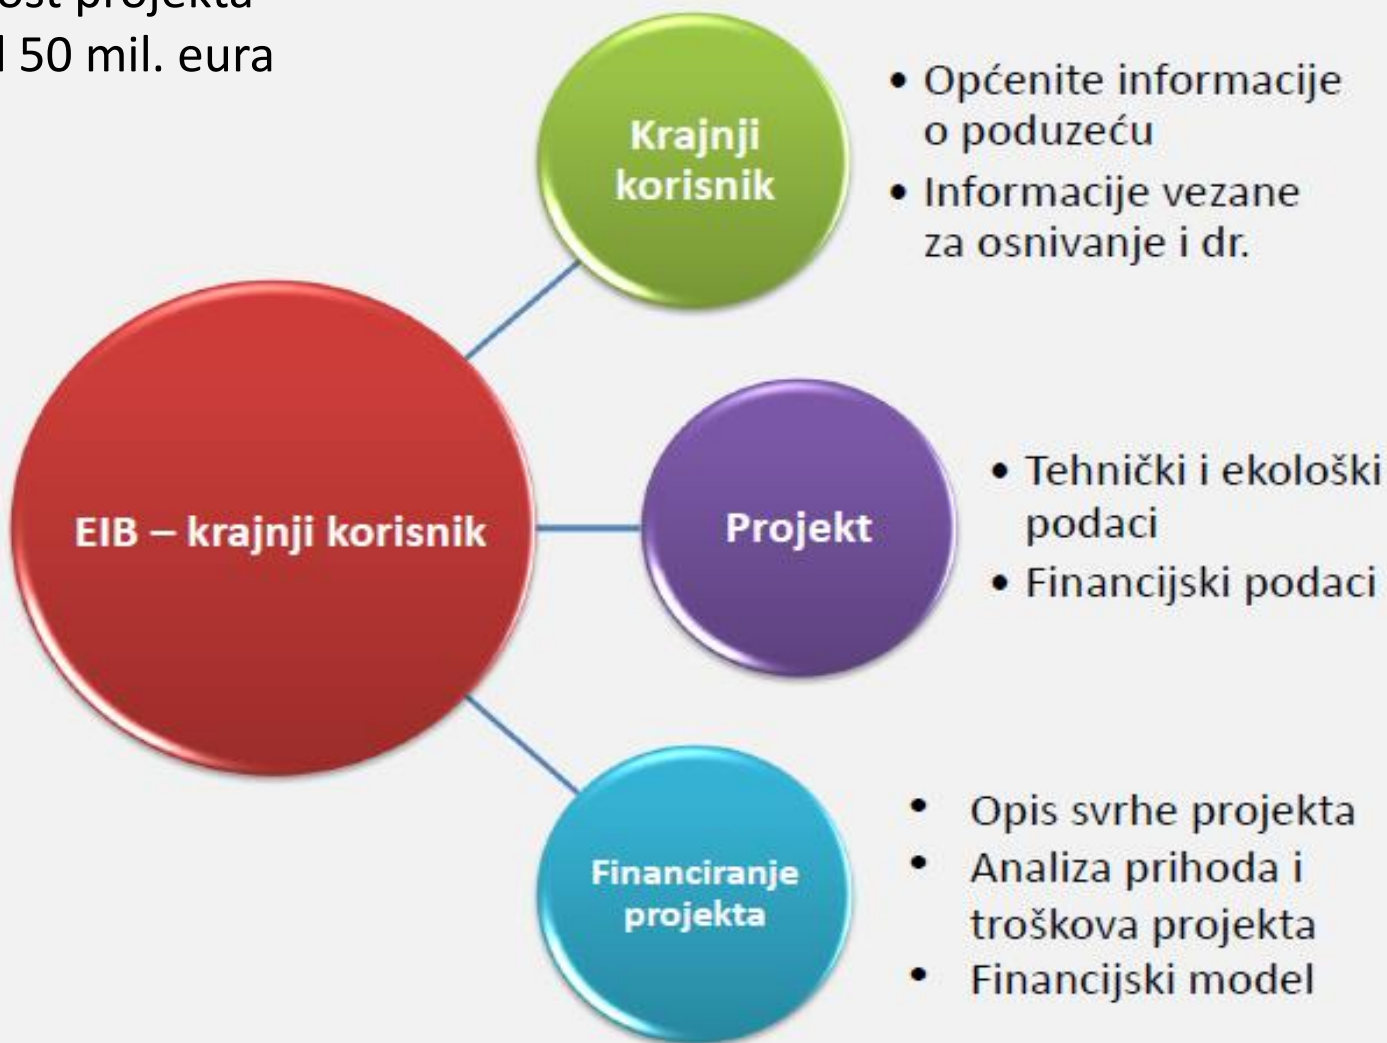 projekta
50 mil. eura
Krajnji
korisnik
• Općenite informacije
o poduzeću
• Informacije vezane
za osnivanje i dr.
EIB – krajnji korisnik
Projekt
• Tehnički i ekološki
podaci
• Financijski podaci
Financiranje
projekta
• Opis svrhe projekta
• Analiza prihoda i
troškova projekta
• Financijski model